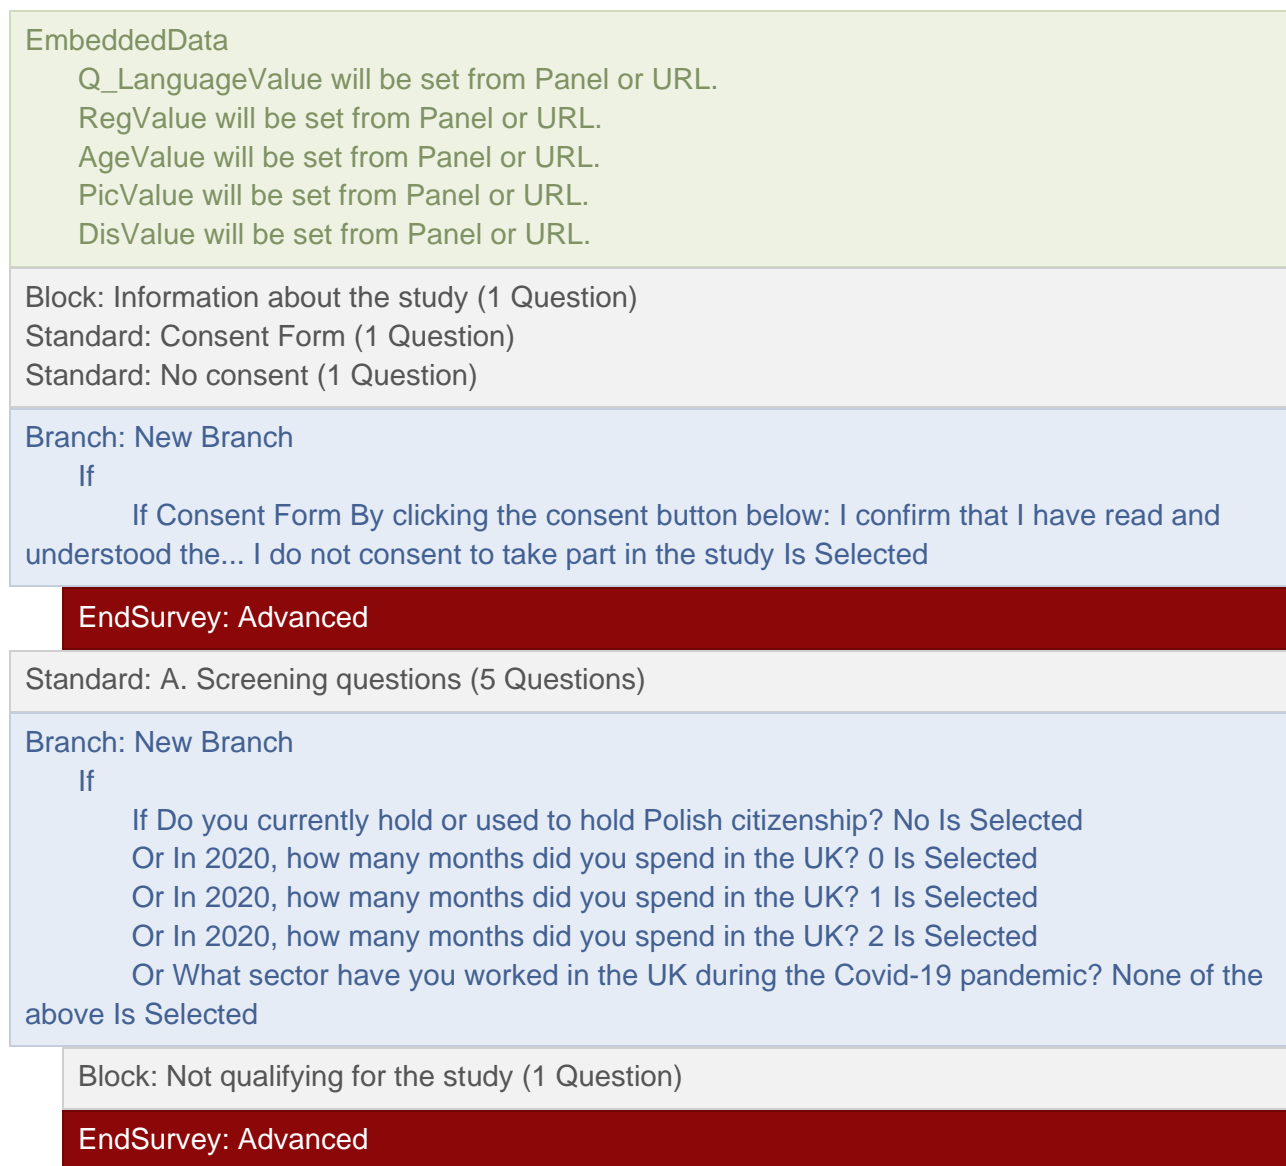 EmbeddedData
Q_LanguageValue will be set from Panel or URL.
RegValue will be set from Panel or URL.
AgeValue will be set from Panel or URL.
PicValue will be set from Panel or URL.
DisValue will be set from Panel or URL.
Block: Information about the study (1 Question)
Standard: Consent Form (1 Question)
Standard: No consent (1 Question)
Branch: New Branch
If
If Consent Form By clicking the consent button below: I confirm that I have read and
understood the... I do not consent to take part in the study Is Selected
EndSurvey: Advanced
Standard: A. Screening questions (5 Questions)
Branch: New Branch
If
If Do you currently hold or used to hold Polish citizenship? No Is Selected
Or In 2020, how many months did you spend in the UK? 0 Is Selected
Or In 2020, how many months did you spend in the UK? 1 Is Selected
Or In 2020, how many months did you spend in the UK? 2 Is Selected
Or What sector have you worked in the UK during the Covid-19 pandemic? None of the
above Is Selected
Block: Not qualifying for the study (1 Question)
EndSurvey: Advanced